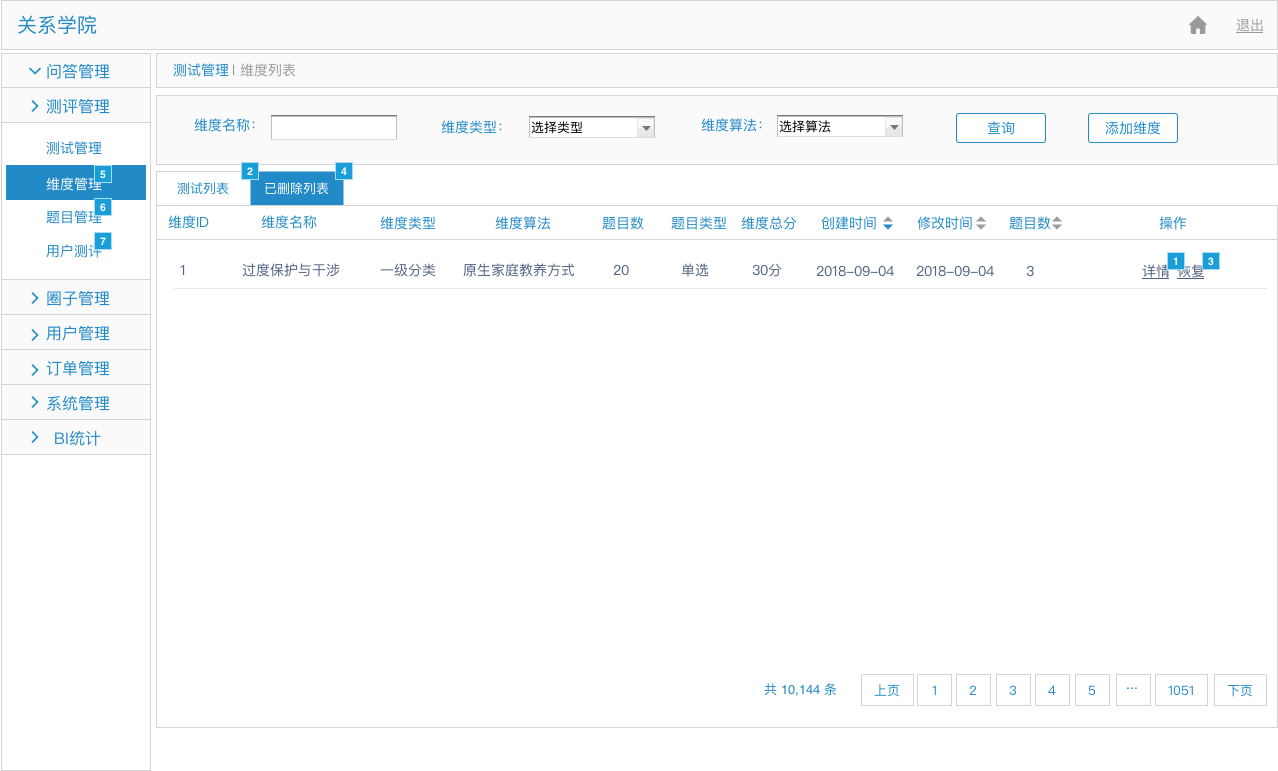 关系学院
退出
问答管理
测评管理
测试管理
维度管理
5
题目管理
6
用户测评
7
圈子管理
用户管理
订单管理
系统管理
BI统计
测试管理 | 维度列表
维度名称：
维度类型：
选择类型
维度算法：
选择算法
查询
添加维度
测试列表
2
已删除列表
4
维度ID 维度名称 维度类型 维度算法 题目数 题目类型 维度总分 创建时间 修改时间 题目数 操作
1 过度保护与干涉 一级分类 原生家庭教养方式 20 单选 30分 2018-09-04 2018-09-04 3 详情 1 恢复 3
共 10,144 条 上页 1 2 3 4 5 ... 1051 下页